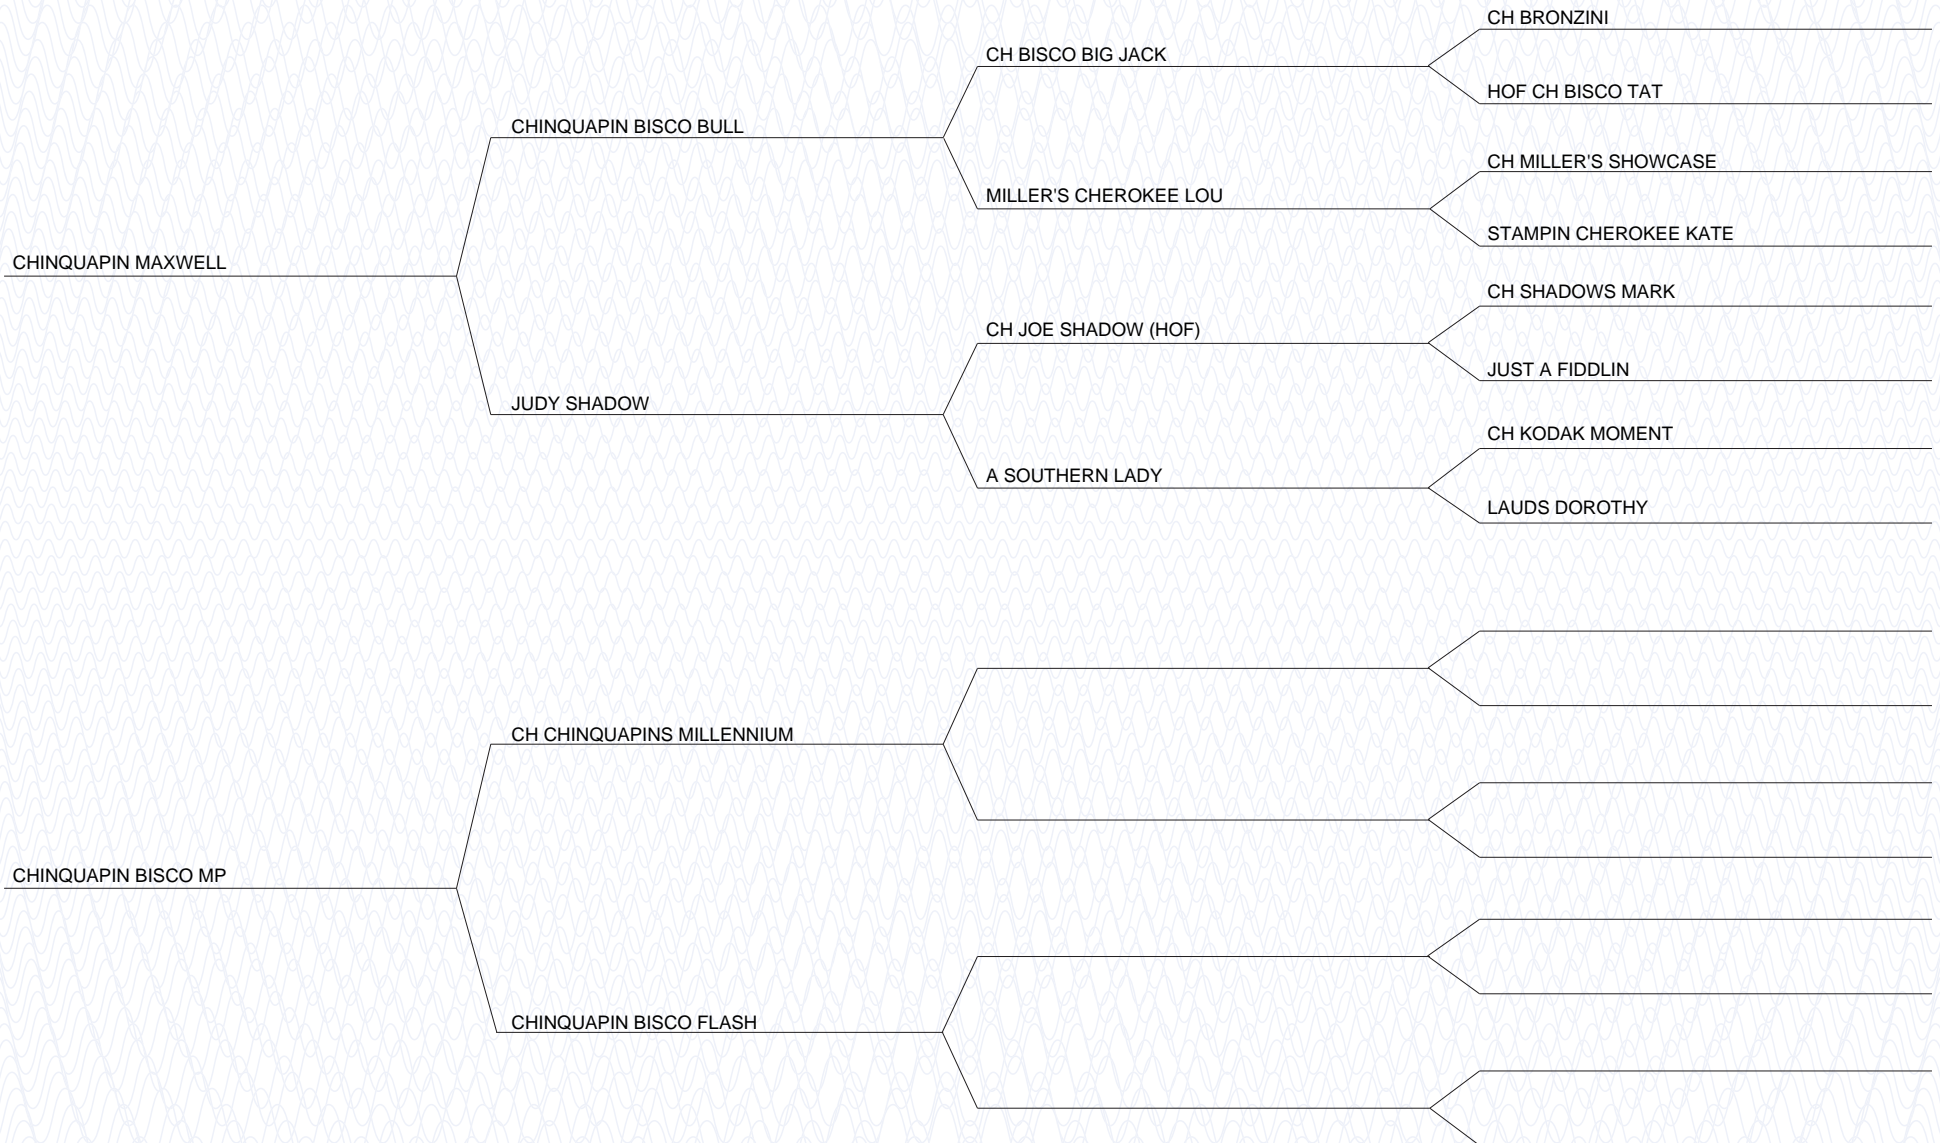 CH BRONZINI
CH BISCO BIG JACK
HOF CH BISCO TAT
CHINQUAPIN BISCO BULL
CH MILLER'S SHOWCASE
MILLER'S CHEROKEE LOU
STAMPIN CHEROKEE KATE
CHINQUAPIN MAXWELL
CH SHADOWS MARK
CH JOE SHADOW (HOF)
JUST A FIDDLIN
JUDY SHADOW
CH KODAK MOMENT
A SOUTHERN LADY
LAUDS DOROTHY
CH CHINQUAPINS MILLENNIUM
CHINQUAPIN BISCO MP
CHINQUAPIN BISCO FLASH